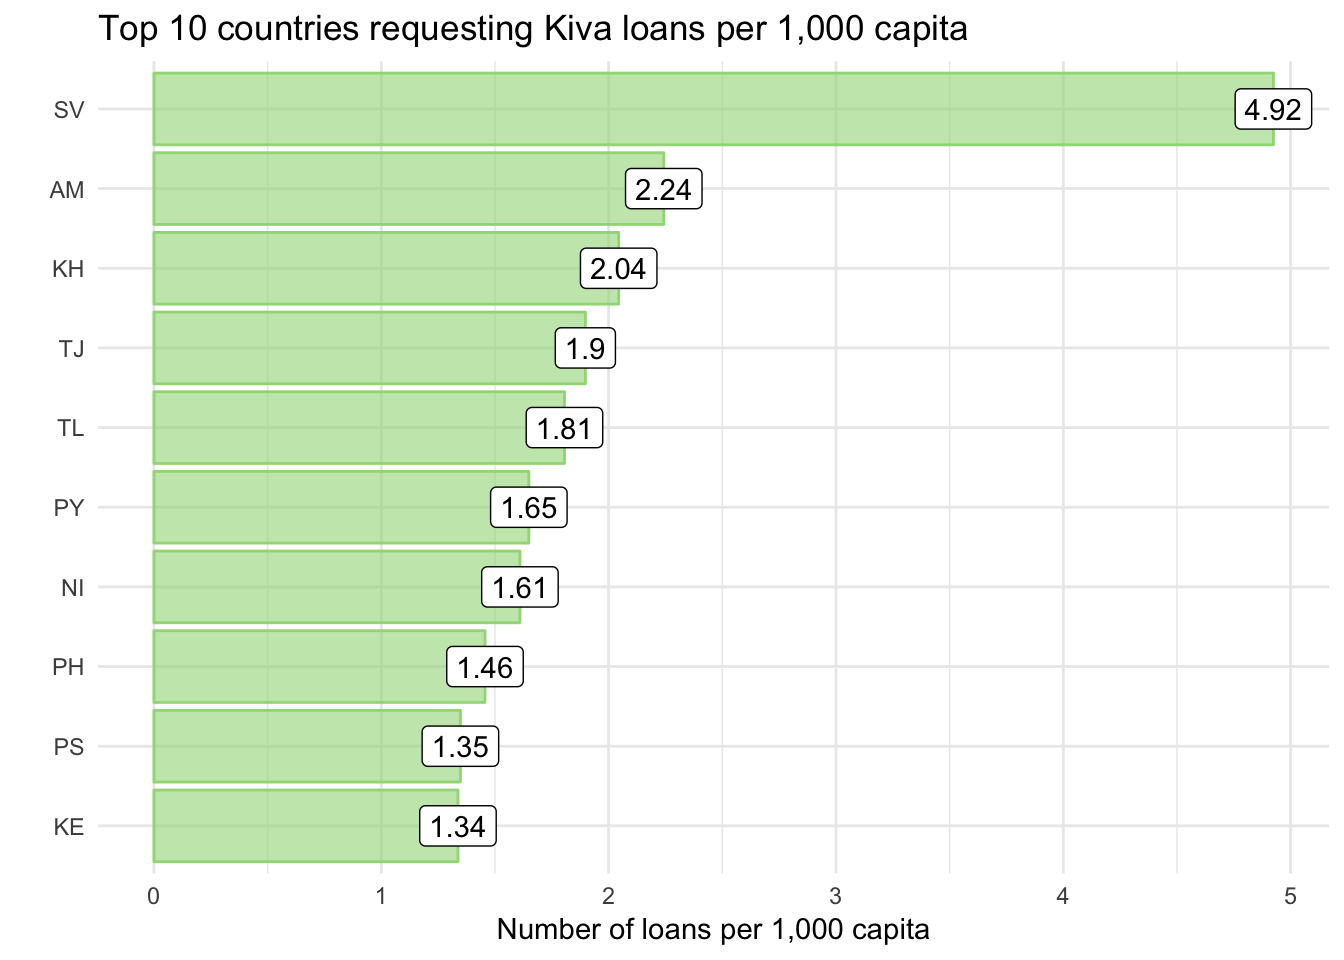 Top 10 countries requesting Kiva loans per 1,000 capita
SV
4.92
AM
2.24
KH
2.04
TJ
1.9
TL
1.81
PY
1.65
NI
1.61
PH
1.46
PS
1.35
KE
1.34
0 1 2 3 4 5
Number of loans per 1,000 capita